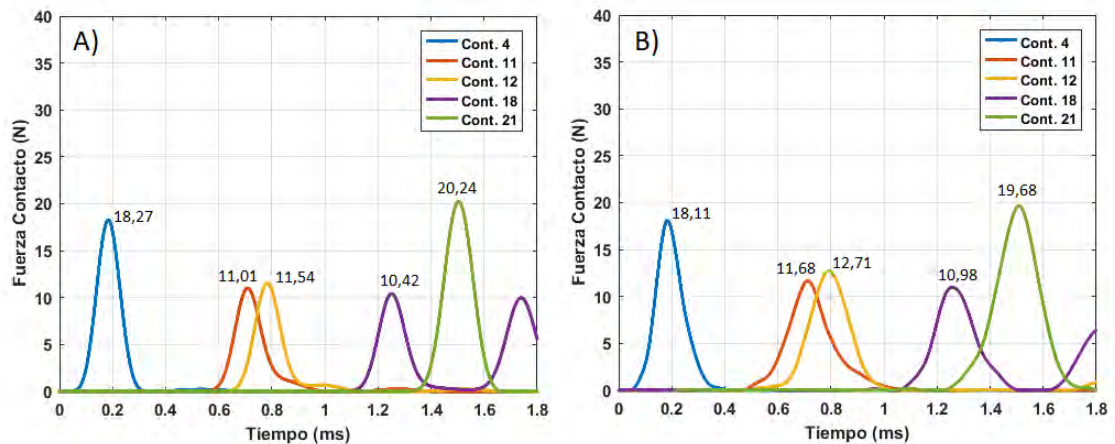 A)
Fuerza Contacto (N)
40
35
30
25
20
15
10
5
0
Cont. 4
Cont. 11
Cont. 12
Cont. 18
Cont. 21
18,27
11,01
11,54
10,42
20,24
0 0.2 0.4 0.6 0.8 1 1.2 1.4 1.6 1.8
Tiempo (ms)
B)
Fuerza Contacto (N)
40
35
30
25
20
15
10
5
0
Cont. 4
Cont. 11
Cont. 12
Cont. 18
Cont. 21
18,11
11,68
12,71
10,98
19,68
0 0.2 0.4 0.6 0.8 1 1.2 1.4 1.6 1.8
Tiempo (ms)